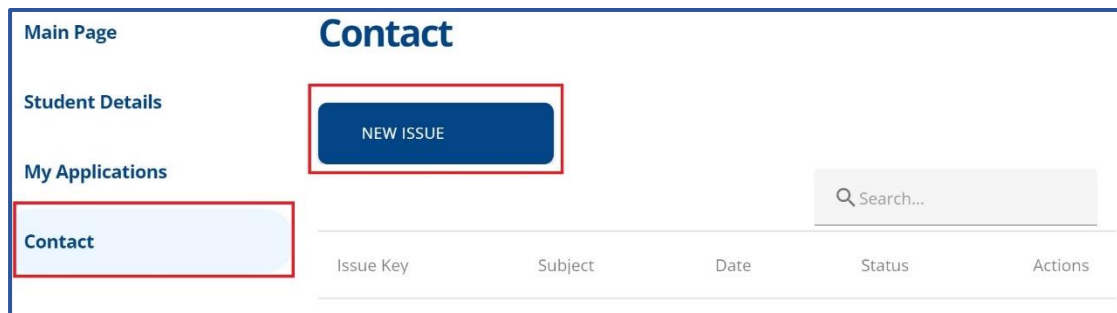 Main Page
Student Details
My Applications
Contact
Contact
NEW ISSUE
Search...
Issue Key Subject Date Status Actions